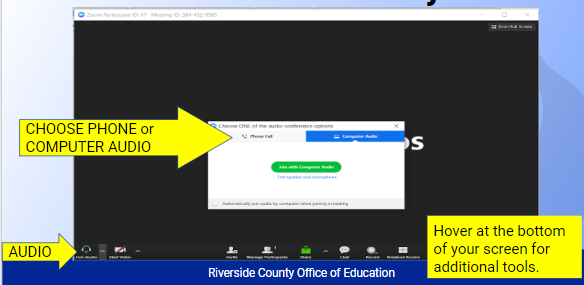 Zoom Participant ID: 47 Meeting ID: 384-432-5565
Enter Full Screen
Choose ONE of the audio conference options
Phone Call
Computer Audio
CHOOSE PHONE or
COMPUTER AUDIO
Join with Computer Audio
Test speaker and microphone
Automatically join audio by computer when joining a meeting
Hover at the bottom
of your screen for
additional tools.
AUDIO
Join Audio Start Video Invite Manage Participants Share Chat Record Breakout Rooms
Riverside County Office of Education